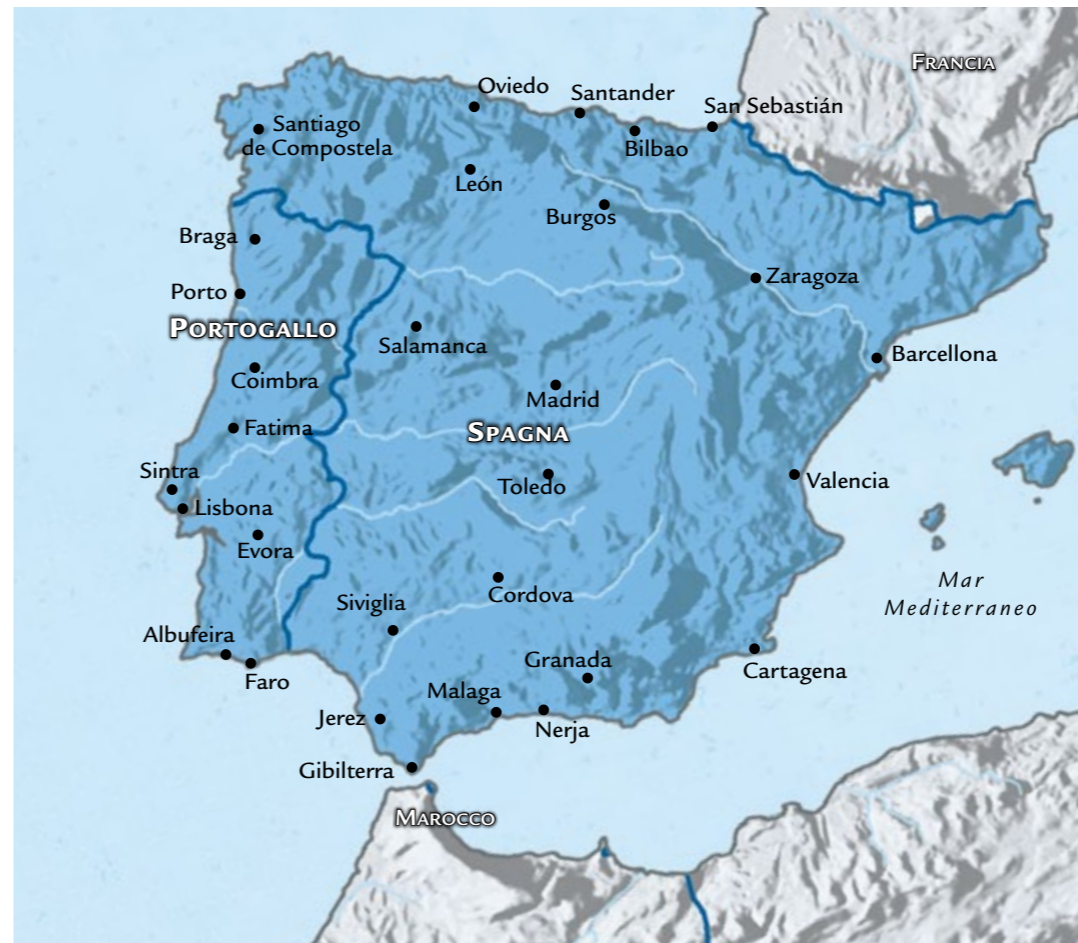 Francia
Oviedo
Santander
San Sebastián
Santiago
de Compostela
Bilbao
León
Burgos
Braga
Zaragoza
Porto
Portogallo
Salamanca
Barcellona
Coimbra
Madrid
Fatima
Spagna
Sintra
Toledo
Valencia
Lisbona
Evora
Mar
Mediterraneo
Siviglia
Cordova
Albufeira
Granada
Cartagena
Faro
Malaga
Jerez
Nerja
Gibilterra
Marocco